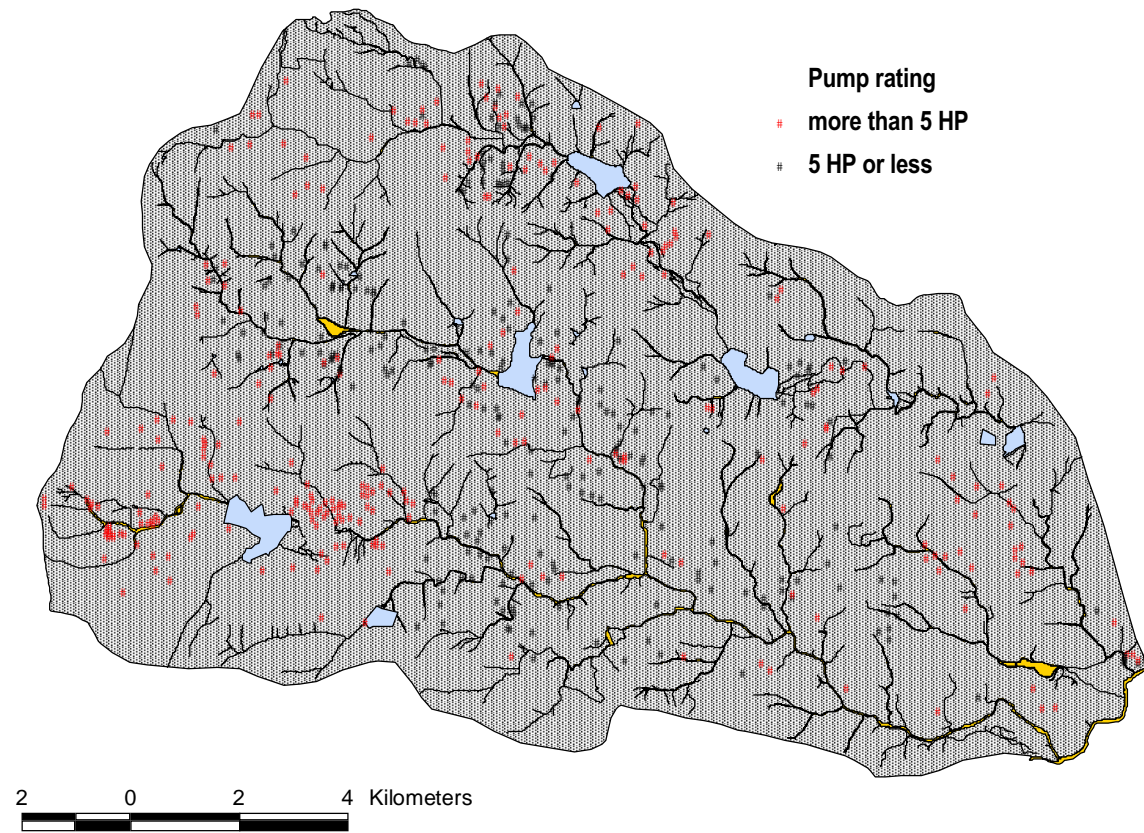 Pump rating
# more than 5 HP
# 5 HP or less
2 0 2 4 Kilometers